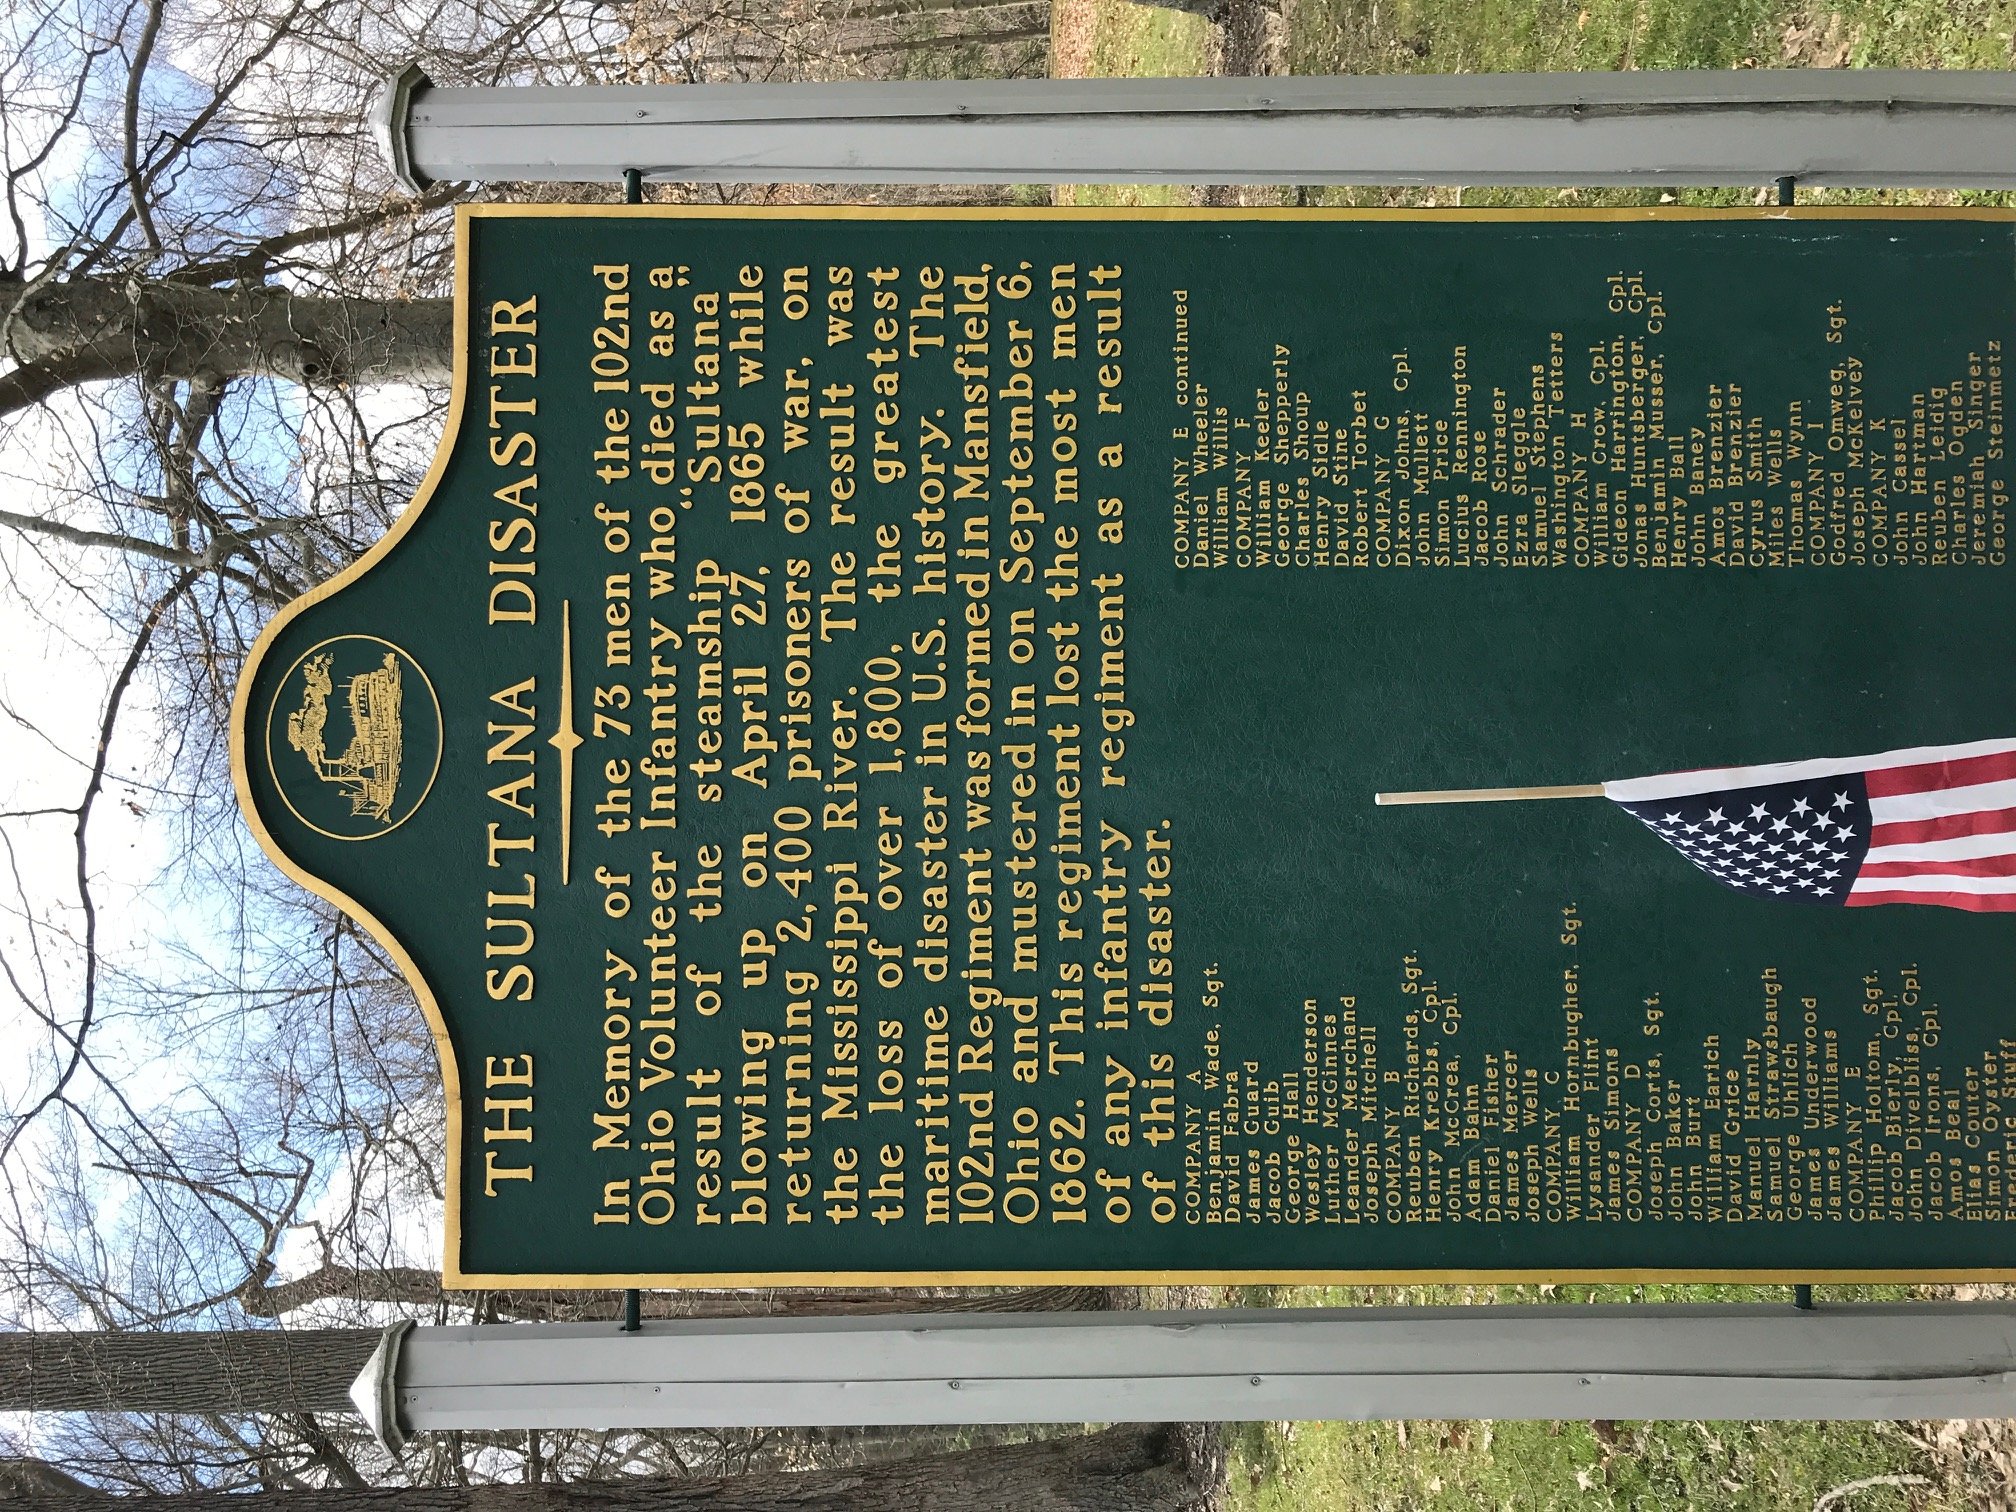 THE SULTANA DISASTER
In Memory of the 73 men of the 102nd
Ohio Volunteer Infantry who died as a
result of the steamship "Sultana,"
blowing up on April 27, 1865 while
returning 2,400 prisoners of war, on
the Mississippi River. The result was
the loss of over 1,800, the greatest
maritime disaster in U.S. history. The
102nd Regiment was formed in Mansfield,
Ohio and mustered in on September 6,
1862. This regiment lost the most men
of any infantry regiment as a result
of this disaster.
COMPANY A
Benjamin Wade, Sgt.
David Fabra
James Guard
Jacob Guib
George Hall
Wesley Henderson
Luther McGinnes
Leander Merchand
Joseph Mitchell
COMPANY B
Reuben Richards, Sgt.
Henry Krebbs, Cpl.
John McCrea, Cpl.
Adam Bahn
Daniel Fisher
James Mercer
Joseph Wells
COMPANY C
William Hornbugher, Sgt.
Lysander Flint
James Simons
COMPANY D
Joseph Corts, Sgt.
John Baker
John Burt
William Earich
David Grice
Manuel Harnly
Samuel Strawsbaugh
George Uhlich
James Underwood
James Williams
COMPANY E
Phillip Holtom, Sgt.
Jacob Bierly, Cpl.
John Divelbliss, Cpl.
Jacob Irons, Cpl.
Amos Beal
Elias Couer
Simon Oyster
COMPANY E continued
Daniel Wheeler
William Willis
COMPANY F
William Keeler
George Shepperly
Charles Shoup
Henry Sidle
David Stine
Robert Torbet
COMPANY G
Dixon Johns, Cpl.
John Mullett
Simon Price
Lucius Rennington
Jacob Rose
John Schrader
Ezra Sleggle
Samuel Stephens
Washington Tetters
COMPANY H
William Crow, Cpl.
Gideon Harrington, Cpl.
Jonas Huntsberger, Cpl.
Benjamin Musser, Cpl.
Henry Ball
John Baney
Amos Brenzier
David Brenzier
Cyrus Smith
Miles Wells
Thomas Wynn
COMPANY I
Godfred Omweg, Sgt.
Joseph McKelvey
COMPANY K
John Cassel
John Hartman
Reuben Leidig
Charles Ogden
Jeremiah Singer
George Steinmetz